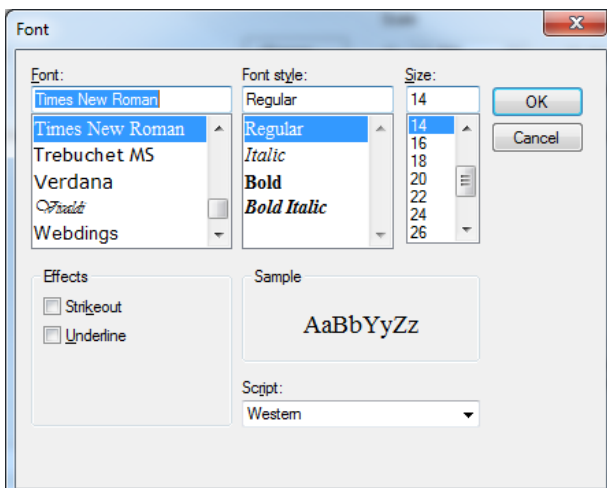 Font
Font:
Times New Roman
Times New Roman
Trebuchet MS
Verdana
Vivaldi
Webdings
Font style:
Regular
Regular
Italic
Bold
Bold Italic
Size:
14
14
16
18
20
22
24
26
OK
Cancel
Effects
Strikeout
Underline
Sample
AaBbYyZz
Script:
Western